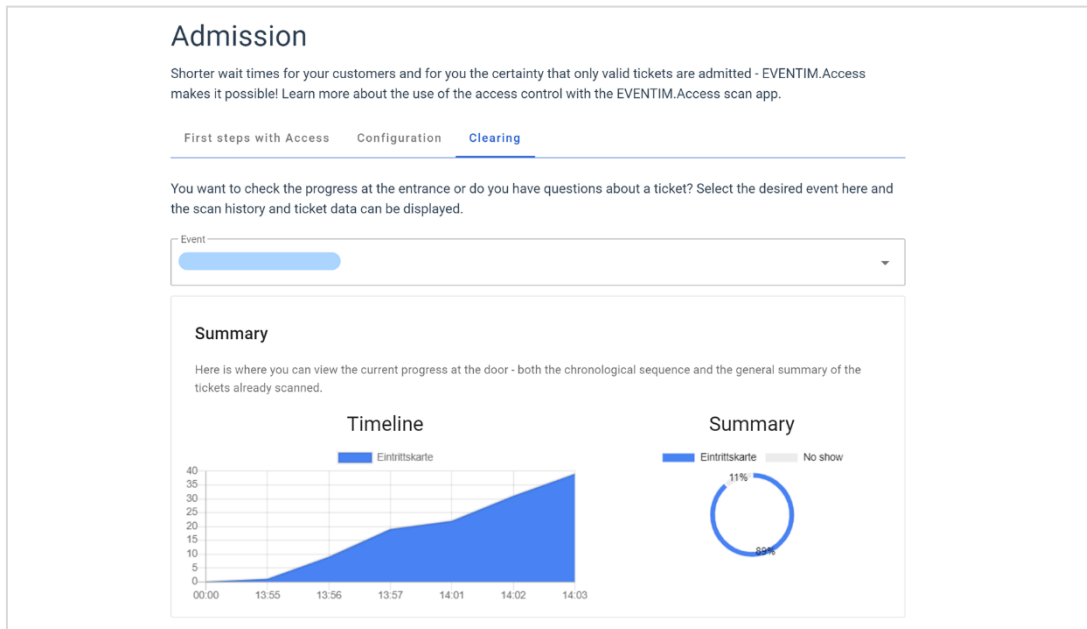 Admission
Shorter wait times for your customers and for you the certainty that only valid tickets are admitted - EVENTIM.Access
makes it possible! Learn more about the use of the access control with the EVENTIM.Access scan app.
First steps with Access Configuration Clearing
You want to check the progress at the entrance or do you have questions about a ticket? Select the desired event here and
the scan history and ticket data can be displayed.
Event
Summary
Here is where you can view the current progress at the door - both the chronological sequence and the general summary of the
tickets already scanned.
Timeline
Eintrittskarte
40
35
30
25
20
15
10
5
0
00:00 13:55 13:56 13:57 14:01 14:02 14:03
Summary
Eintrittskarte No show
11%
89%